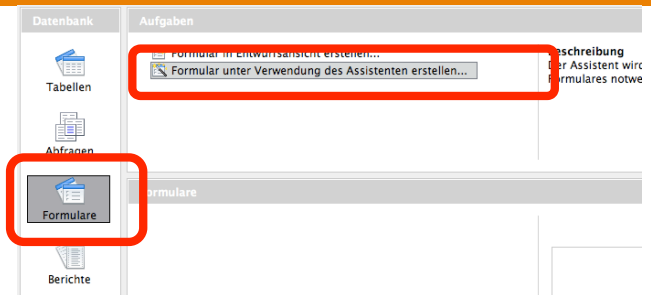 Datenbank
Aufgaben
Formular in Entwurfsansicht erstellen...
Formular unter Verwendung des Assistenten erstellen...
Beschreibung
Der Assistent wird
Formulares notwe
Tabellen
Abfragen
Formulare
Formulare
Berichte